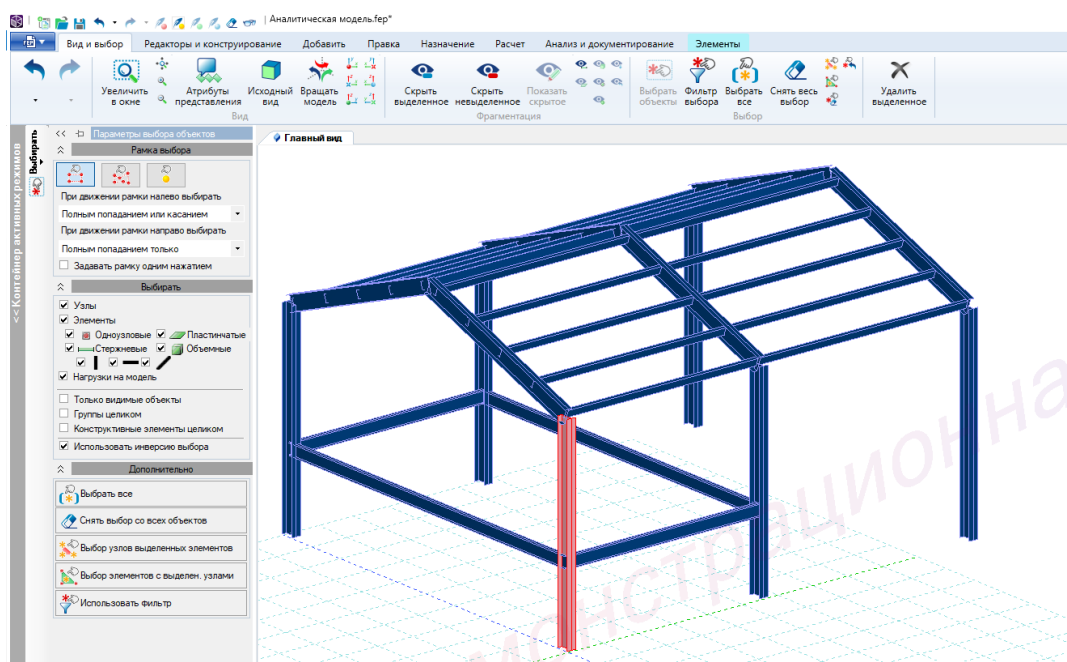 Аналитическая модель.fep*
Вид и выбор Редакторы и конструирование Добавить Правка Назначение Расчет Анализ и документирование Элементы
Увеличить в окне
Атрибуты представления
Исходный вид
Вращать модель
Скрыть выделенное
Скрыть невыделенное
Показать скрытое
Выбрать объекты
Фильтр выбора
Выбрать все
Снять весь выбор
Удалить выделенное
Вид Фрагментация Выбор
<<Контейнер активных режимов
Выбирать
<< Параметры выбора объектов
Рамка выбора
При движении рамки налево выбирать
Полным попаданием или касанием
При движении рамки направо выбирать
Полным попаданием только
Задавать рамку одним нажатием
Выбирать
Узлы
Элементы
Одноузловые Пластинчатые
Стержневые Объемные
Нагрузки на модель
Только видимые объекты
Группы целиком
Конструктивные элементы целиком
Использовать инверсию выбора
Дополнительно
Выбрать все
Снять выбор со всех объектов
Выбор узлов выделенных элементов
Выбор элементов с выделен. узлами
Использовать фильтр
Главный вид
монстрационна